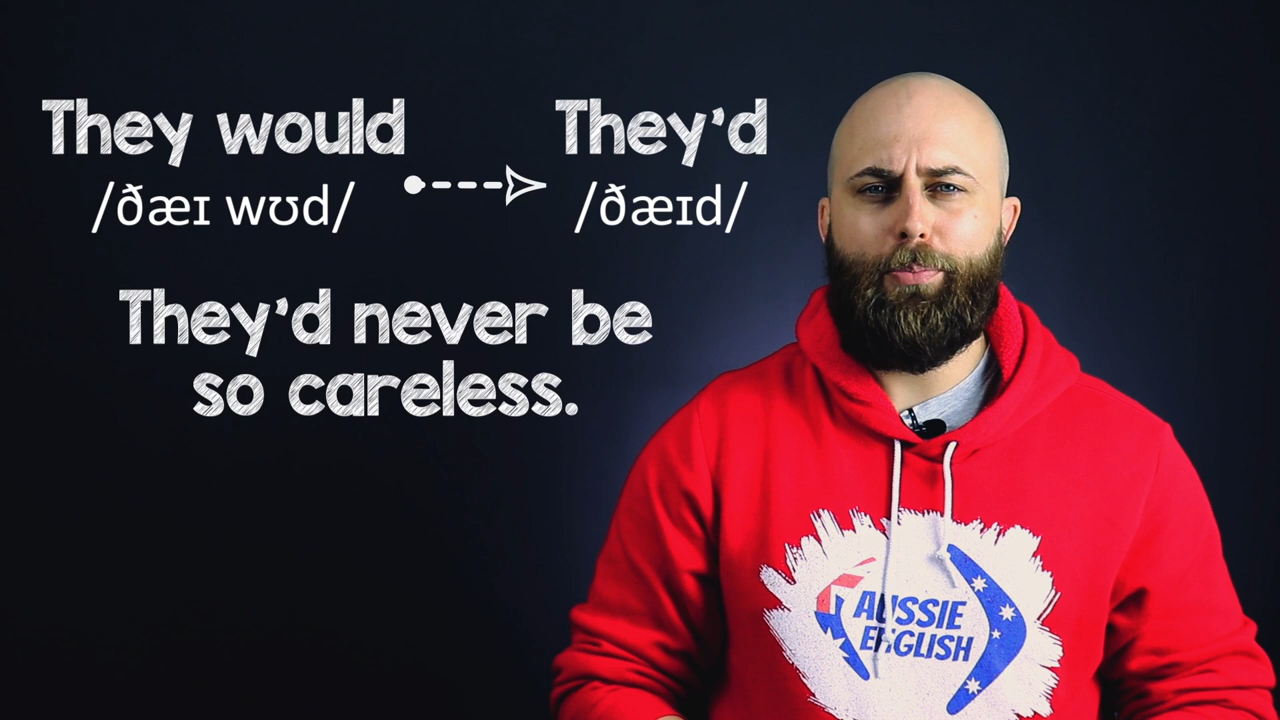 They would
They'd
/ðæɪ wʊd/
/ðæɪd/
They'd never be
so careless.
AUSSIE
ENGLISH